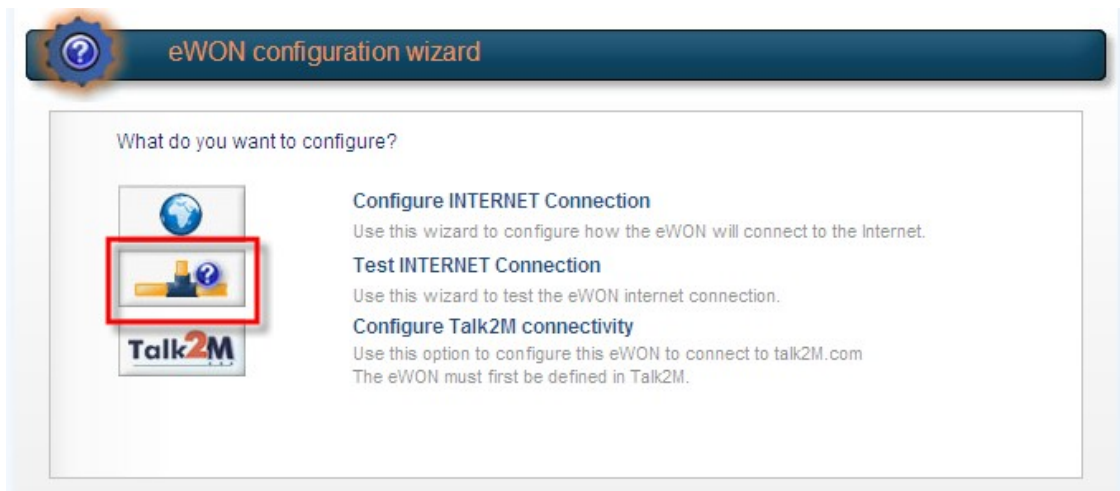 eWON configuration wizard
What do you want to configure?
Configure INTERNET Connection
Use this wizard to configure how the eWON will connect to the Internet.
Test INTERNET Connection
Use this wizard to test the eWON internet connection.
Talk2M
Configure Talk2M connectivity
Use this option to configure this eWON to connect to talk2M.com
The eWON must first be defined in Talk2M.